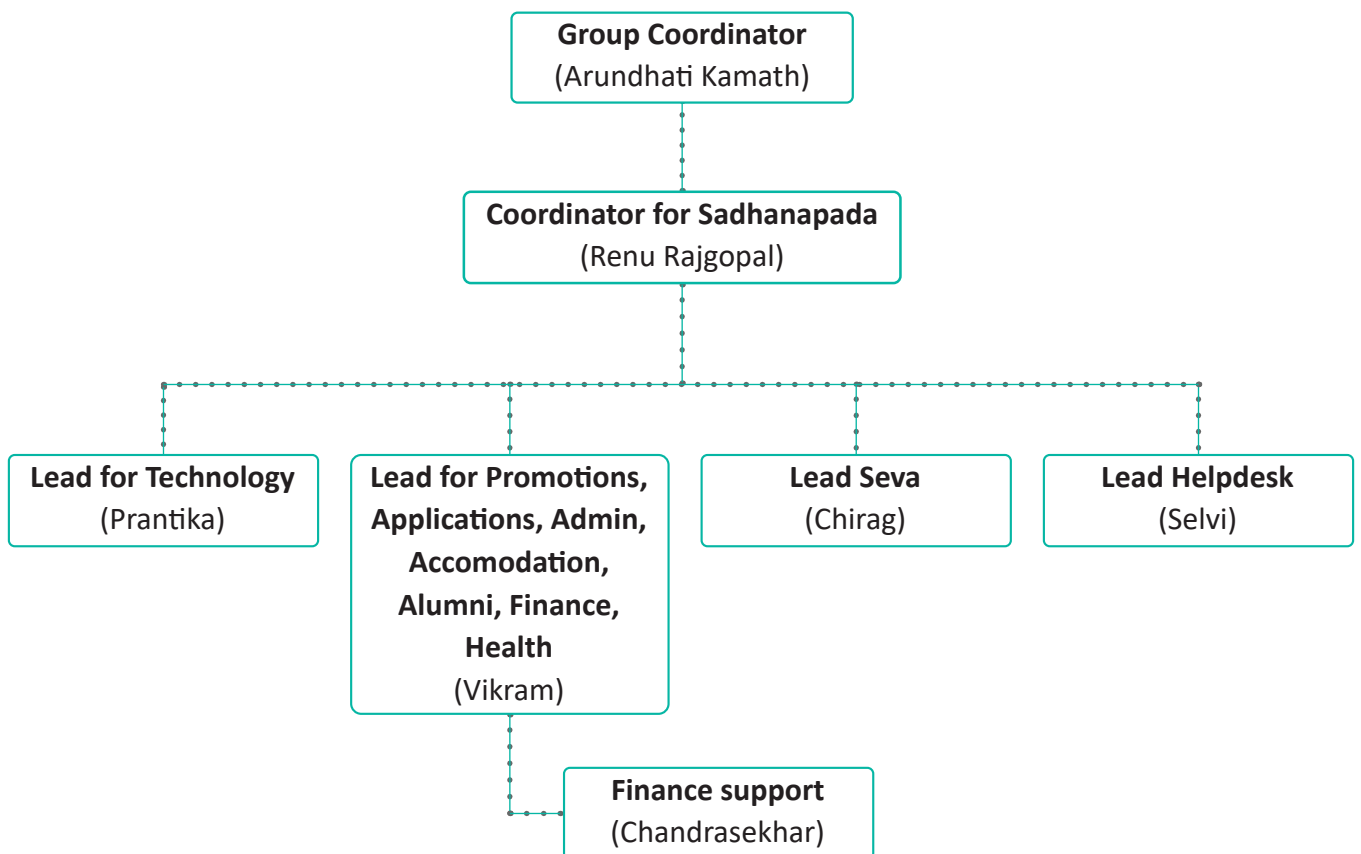 Group Coordinator
(Arundhati Kamath)
Coordinator for Sadhanapada
(Renu Rajgopal)
Lead for Technology
(Prantika)
Lead for Promotions,
Applications, Admin,
Accomodation,
Alumni, Finance,
Health
(Vikram)
Lead Seva
(Chirag)
Lead Helpdesk
(Selvi)
Finance support
(Chandrasekhar)